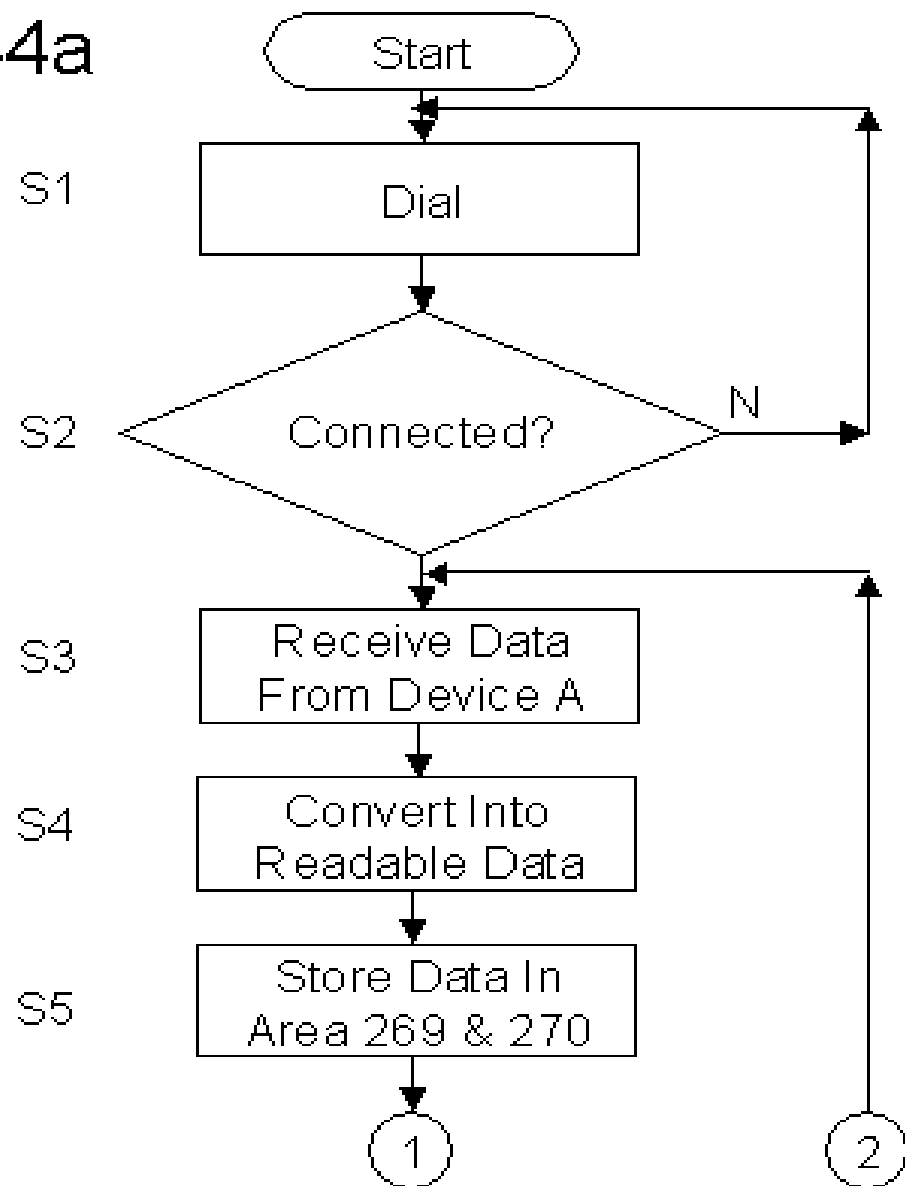 4a
Start
S1
Dial
S2
Connected?
N
S3
Receive Data
From Device A
S4
Convert Into
Readable Data
S5
Store Data In
Area 269 & 270
1
2